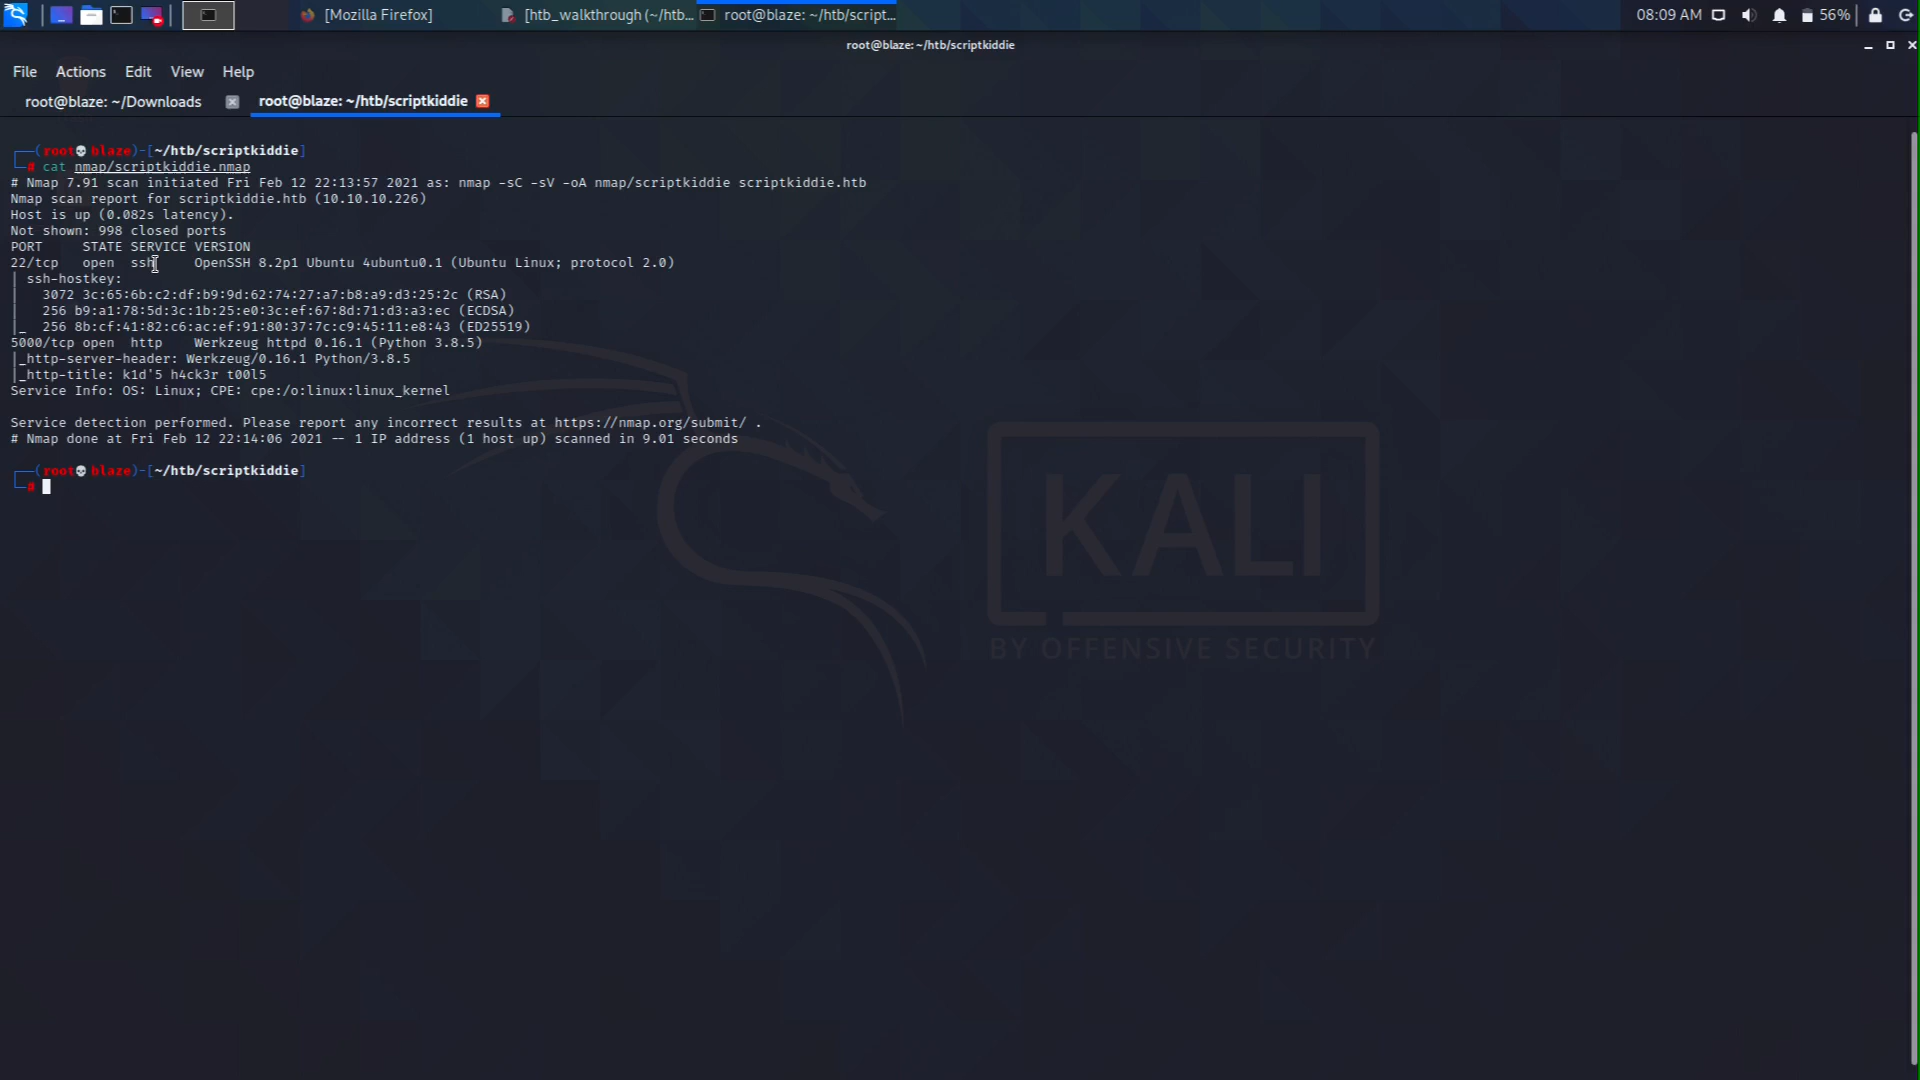 [Mozilla Firefox]
[htb_walkthrough (~/htb...
root@blaze: ~/htb/script...
08:09 AM
56%
root@blaze: ~/htb/scriptkiddie
File Actions Edit View Help
root@blaze: ~/Downloads
root@blaze: ~/htb/scriptkiddie
┌──(root💀blaze)-[~/htb/scriptkiddie]
└─# cat nmap/scriptkiddie.nmap
# Nmap 7.91 scan initiated Fri Feb 12 22:13:57 2021 as: nmap -sC -sV -oA nmap/scriptkiddie scriptkiddie.htb
Nmap scan report for scriptkiddie.htb (10.10.10.226)
Host is up (0.082s latency).
Not shown: 998 closed ports
PORT     STATE SERVICE VERSION
22/tcp   open  ssh     OpenSSH 8.2p1 Ubuntu 4ubuntu0.1 (Ubuntu Linux; protocol 2.0)
| ssh-hostkey:
|   3072 3c:65:6b:c2:df:b9:9d:62:74:27:a7:b8:a9:d3:25:2c (RSA)
|   256 b9:a1:78:5d:3c:1b:25:e0:3c:ef:67:8d:71:d3:a3:ec (ECDSA)
|_  256 8b:cf:41:82:c6:ac:ef:91:80:37:7c:c9:45:11:e8:43 (ED25519)
5000/tcp open  http    Werkzeug httpd 0.16.1 (Python 3.8.5)
|_http-server-header: Werkzeug/0.16.1 Python/3.8.5
|_http-title: k1d'5 h4ck3r t00l5
Service Info: OS: Linux; CPE: cpe:/o:linux:linux_kernel
Service detection performed. Please report any incorrect results at https://nmap.org/submit/ .
# Nmap done at Fri Feb 12 22:14:06 2021 -- 1 IP address (1 host up) scanned in 9.01 seconds
┌──(root💀blaze)-[~/htb/scriptkiddie]
└─#
KALI
BY OFFENSIVE SECURITY